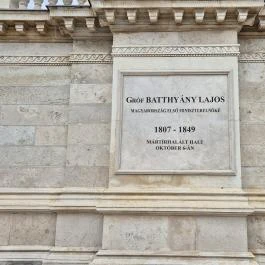 GRÓF BATTHYÁNY LAJOS
MAGYARORSZÁG ELSŐ MINISZTERELNÖKE
1807 - 1849
MÁRTÍRHALÁLT HALT
OKTÓBER 6-ÁN